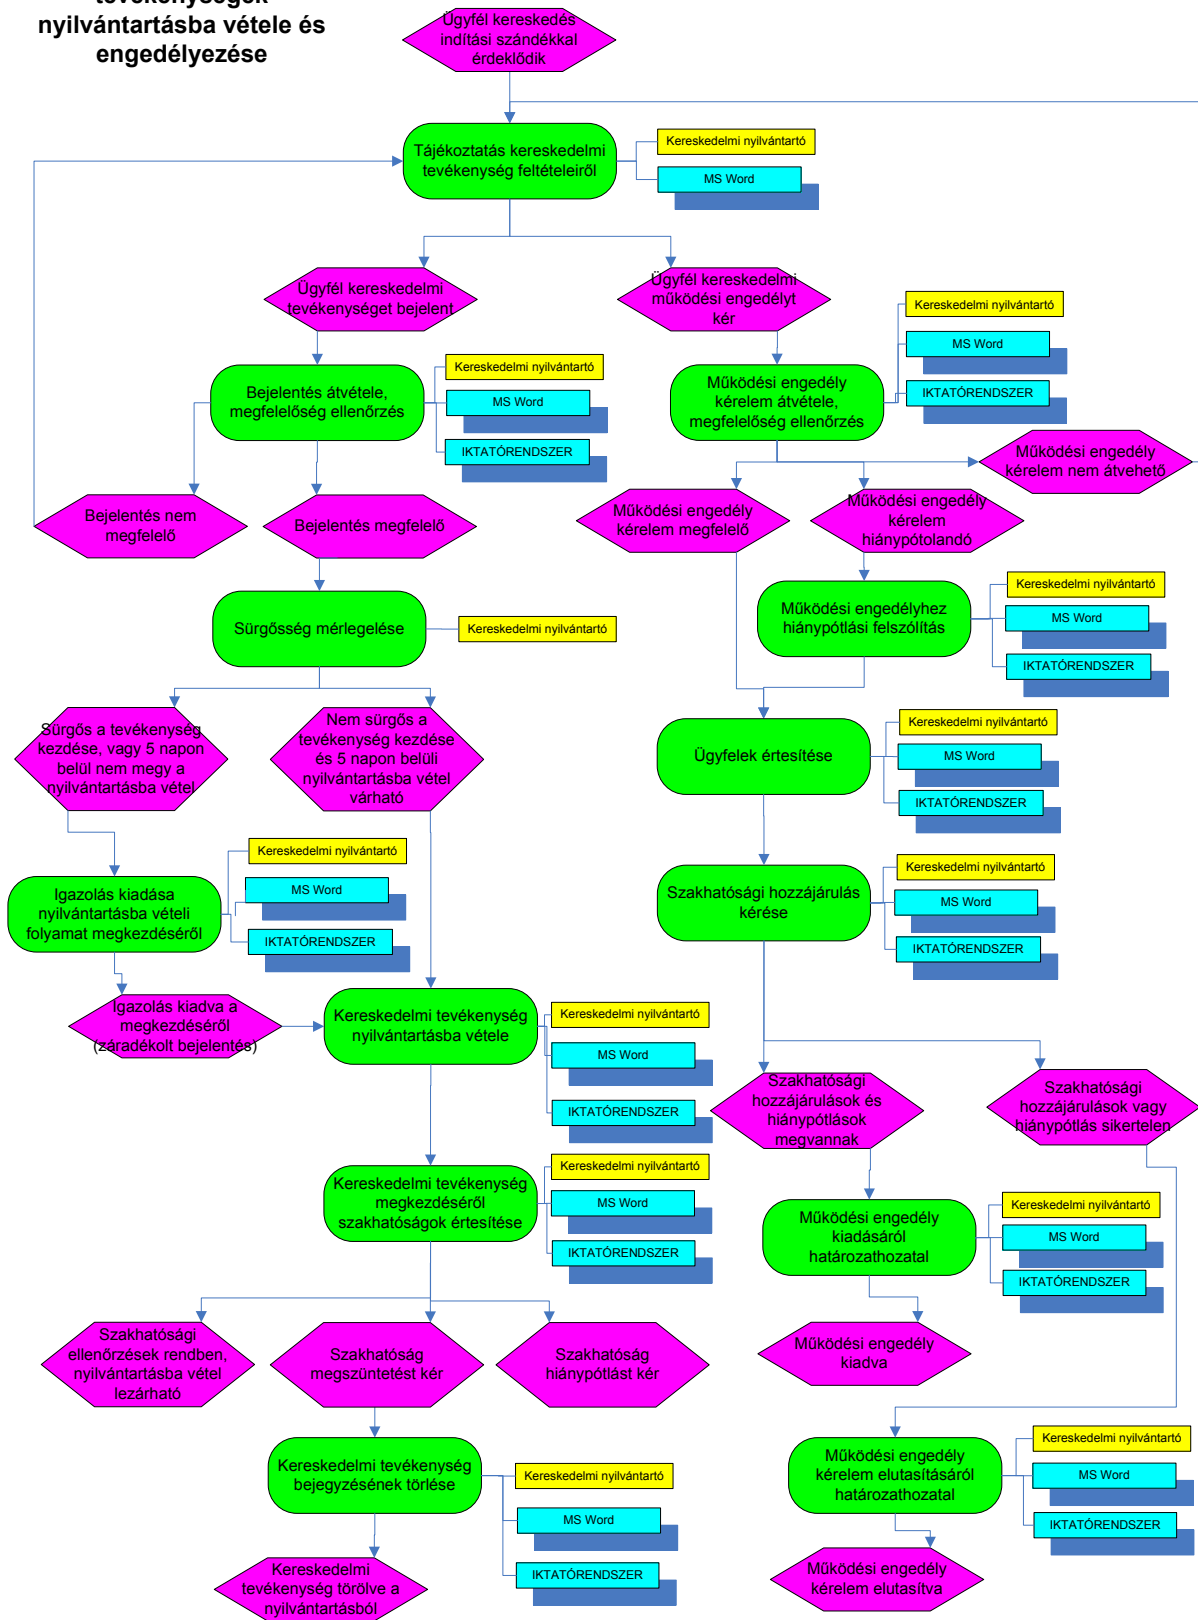 tevékenységek
nyilvántartásba vétele és
engedélyezése
Ügyfél kereskedés
indítási szándékkal
érdeklődik
Tájékoztatás kereskedelmi
tevékenység feltételeiről
Kereskedelmi nyilvántartó
MS Word
Ügyfél kereskedelmi
tevékenységet bejelent
Ügyfél kereskedelmi
működési engedélyt
kér
Bejelentés átvétele,
megfelelőség ellenőrzés
Kereskedelmi nyilvántartó
MS Word
IKTATÓRENDSZER
Működési engedély
kérelem átvétele,
megfelelőség ellenőrzés
Kereskedelmi nyilvántartó
MS Word
IKTATÓRENDSZER
Működési engedély
kérelem nem átvehető
Bejelentés nem
megfelelő
Bejelentés megfelelő
Működési engedély
kérelem megfelelő
Működési engedély
kérelem
hiánypótolandó
Sürgősség mérlegelése
Kereskedelmi nyilvántartó
Működési engedélyhez
hiánypótlási felszólítás
Kereskedelmi nyilvántartó
MS Word
IKTATÓRENDSZER
Sürgős a tevékenység
kezdése, vagy 5 napon
belül nem megy a
nyilvántartásba vétel
Nem sürgős a
tevékenység kezdése
és 5 napon belüli
nyilvántartásba vétel
várható
Ügyfelek értesítése
Kereskedelmi nyilvántartó
MS Word
IKTATÓRENDSZER
Igazolás kiadása
nyilvántartásba vételi
folyamat megkezdéséről
Kereskedelmi nyilvántartó
MS Word
IKTATÓRENDSZER
Szakhatósági hozzájárulás
kérése
Kereskedelmi nyilvántartó
MS Word
IKTATÓRENDSZER
Igazolás kiadva a
megkezdéséről
(záradékolt bejelentés)
Kereskedelmi tevékenység
nyilvántartásba vétele
Kereskedelmi nyilvántartó
MS Word
IKTATÓRENDSZER
Szakhatósági
hozzájárulások és
hiánypótlások
megvannak
Szakhatósági
hozzájárulások vagy
hiánypótlás sikertelen
Kereskedelmi tevékenység
megkezdéséről
szakhatóságok értesítése
Kereskedelmi nyilvántartó
MS Word
IKTATÓRENDSZER
Működési engedély
kiadásáról
határozathozatal
Kereskedelmi nyilvántartó
MS Word
IKTATÓRENDSZER
Szakhatósági
ellenőrzések rendben,
nyilvántartásba vétel
lezárható
Szakhatóság
megszüntetést kér
Szakhatóság
hiánypótlást kér
Működési engedély
kiadva
Kereskedelmi tevékenység
bejegyzésének törlése
Kereskedelmi nyilvántartó
MS Word
IKTATÓRENDSZER
Működési engedély
kérelem elutasításáról
határozathozatal
Kereskedelmi nyilvántartó
MS Word
IKTATÓRENDSZER
Kereskedelmi
tevékenység törölve a
nyilvántartásból
Működési engedély
kérelem elutasítva